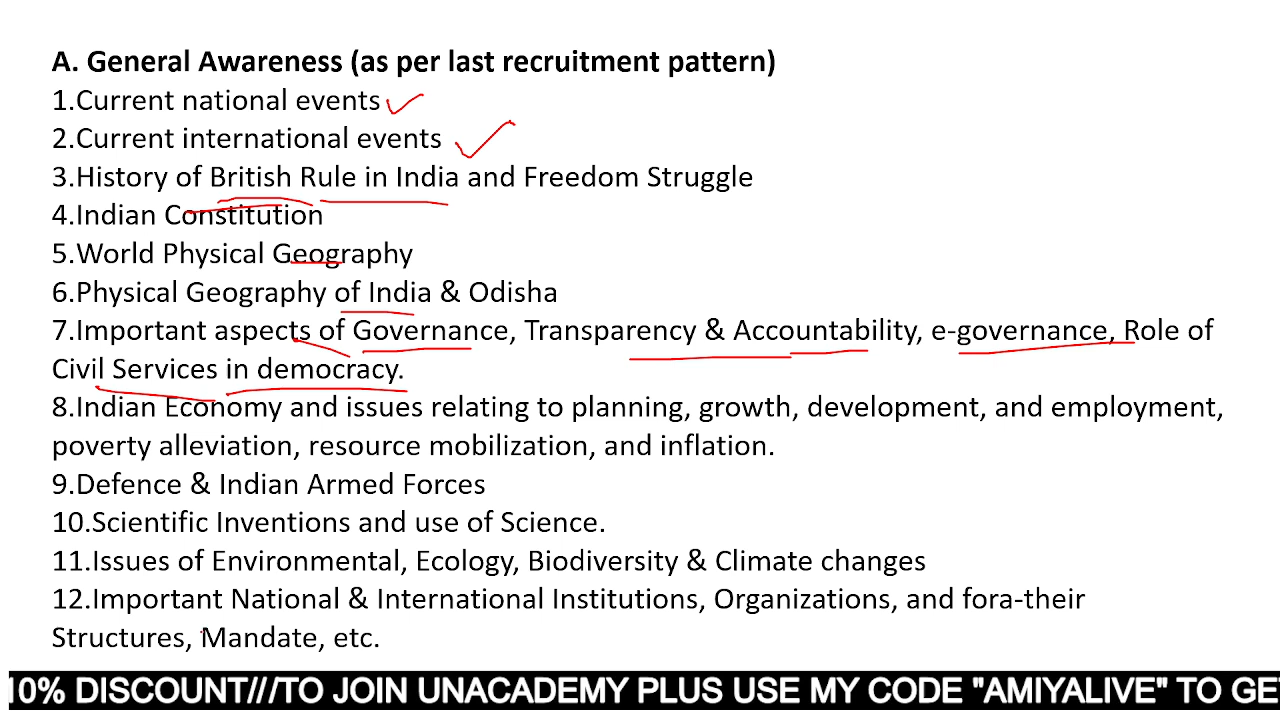 A. General Awareness (as per last recruitment pattern)
1.Current national events
2.Current international events
3.History of British Rule in India and Freedom Struggle
4.Indian Constitution
5.World Physical Geography
6.Physical Geography of India & Odisha
7.Important aspects of Governance, Transparency & Accountability, e-governance, Role of
Civil Services in democracy.
8.Indian Economy and issues relating to planning, growth, development, and employment,
poverty alleviation, resource mobilization, and inflation.
9.Defence & Indian Armed Forces
10.Scientific Inventions and use of Science.
11.Issues of Environmental, Ecology, Biodiversity & Climate changes
12.Important National & International Institutions, Organizations, and fora-their
Structures, Mandate, etc.
10% DISCOUNT///TO JOIN UNACADEMY PLUS USE MY CODE "AMIYALIVE" TO GE